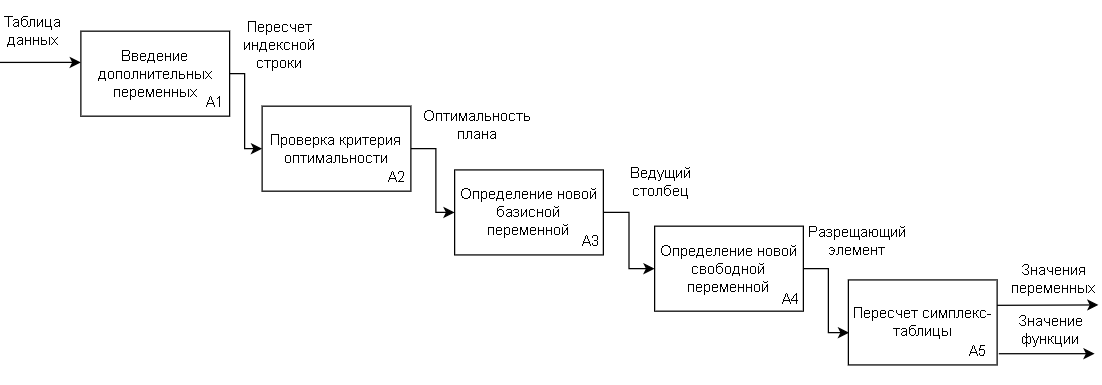 Таблица
данных
Введение
дополнительных
переменных
A1
Пересчет
индексной
строки
Проверка критерия
оптимальности
A2
Оптимальность
плана
Определение новой
базисной
переменной
A3
Ведущий
столбец
Определение новой
свободной
переменной
A4
Разрещающий
элемент
Пересчет симплекс-
таблицы
A5
Значения
переменных
Значение
функции